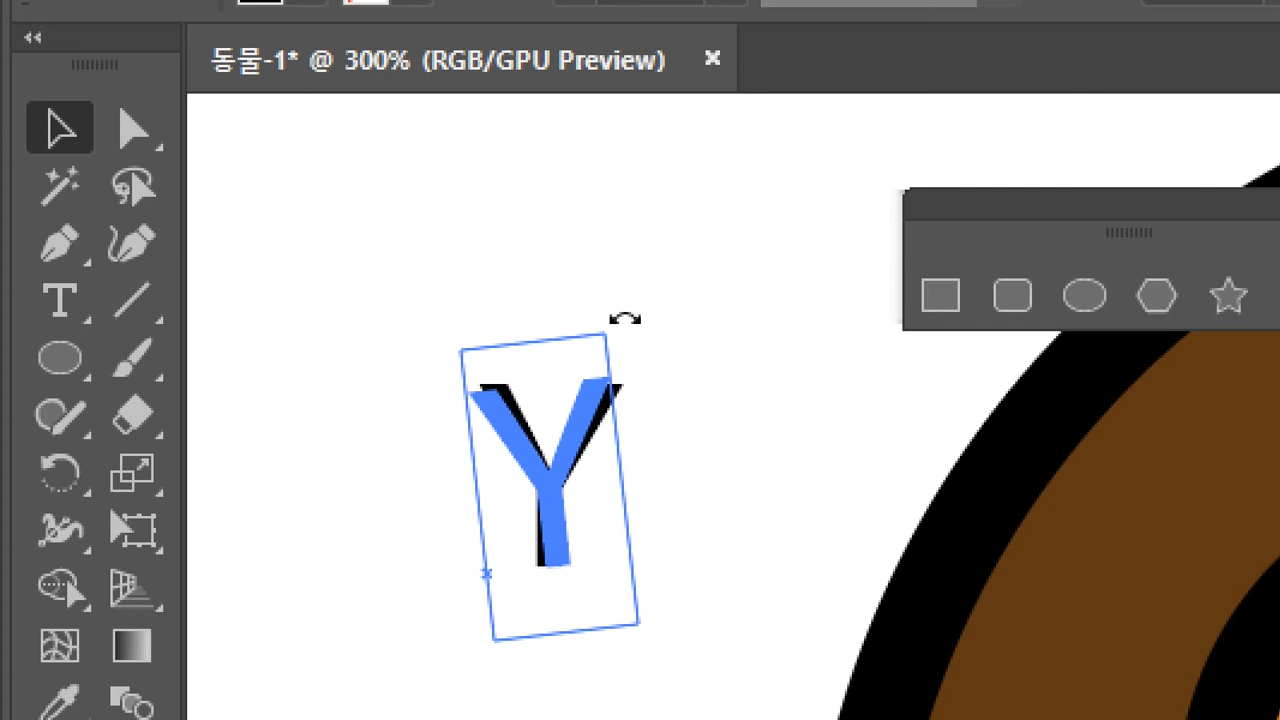 동물-1* @ 300% (RGB/GPU Preview)
Y